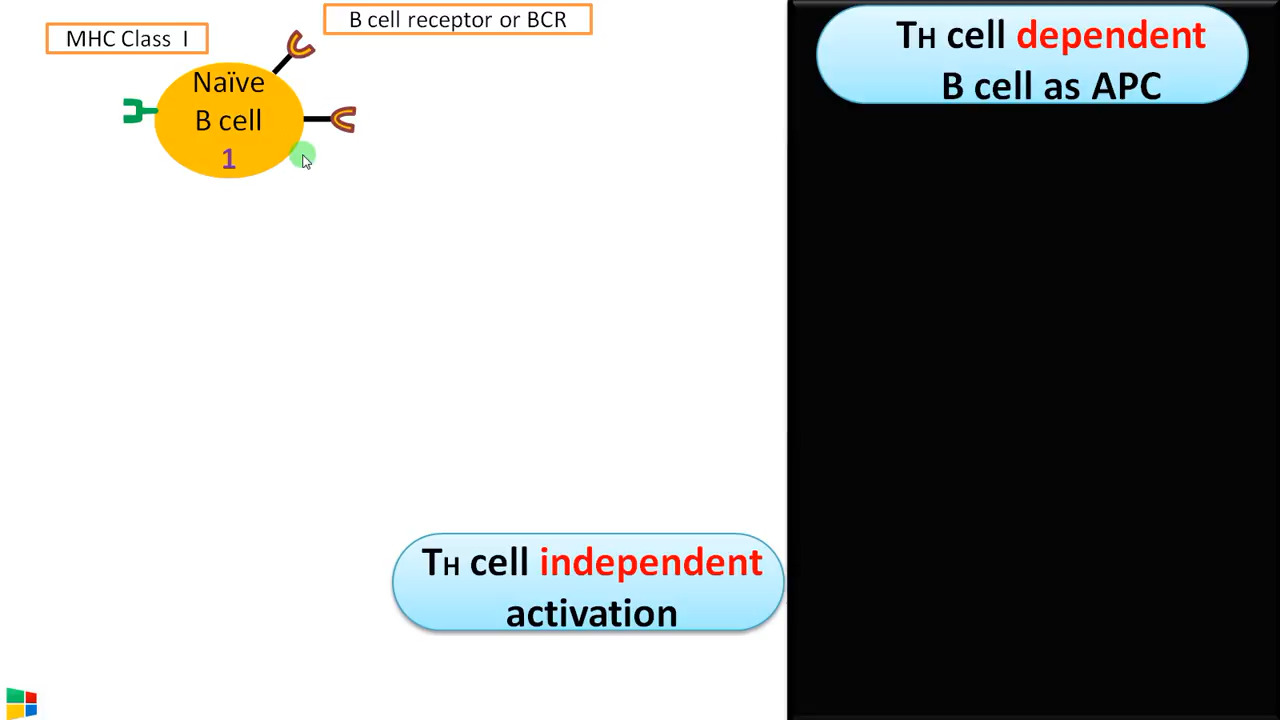 B cell receptor or BCR
MHC Class I
Naïve
B cell
1
TH cell dependent
B cell as APC
TH cell independent
activation